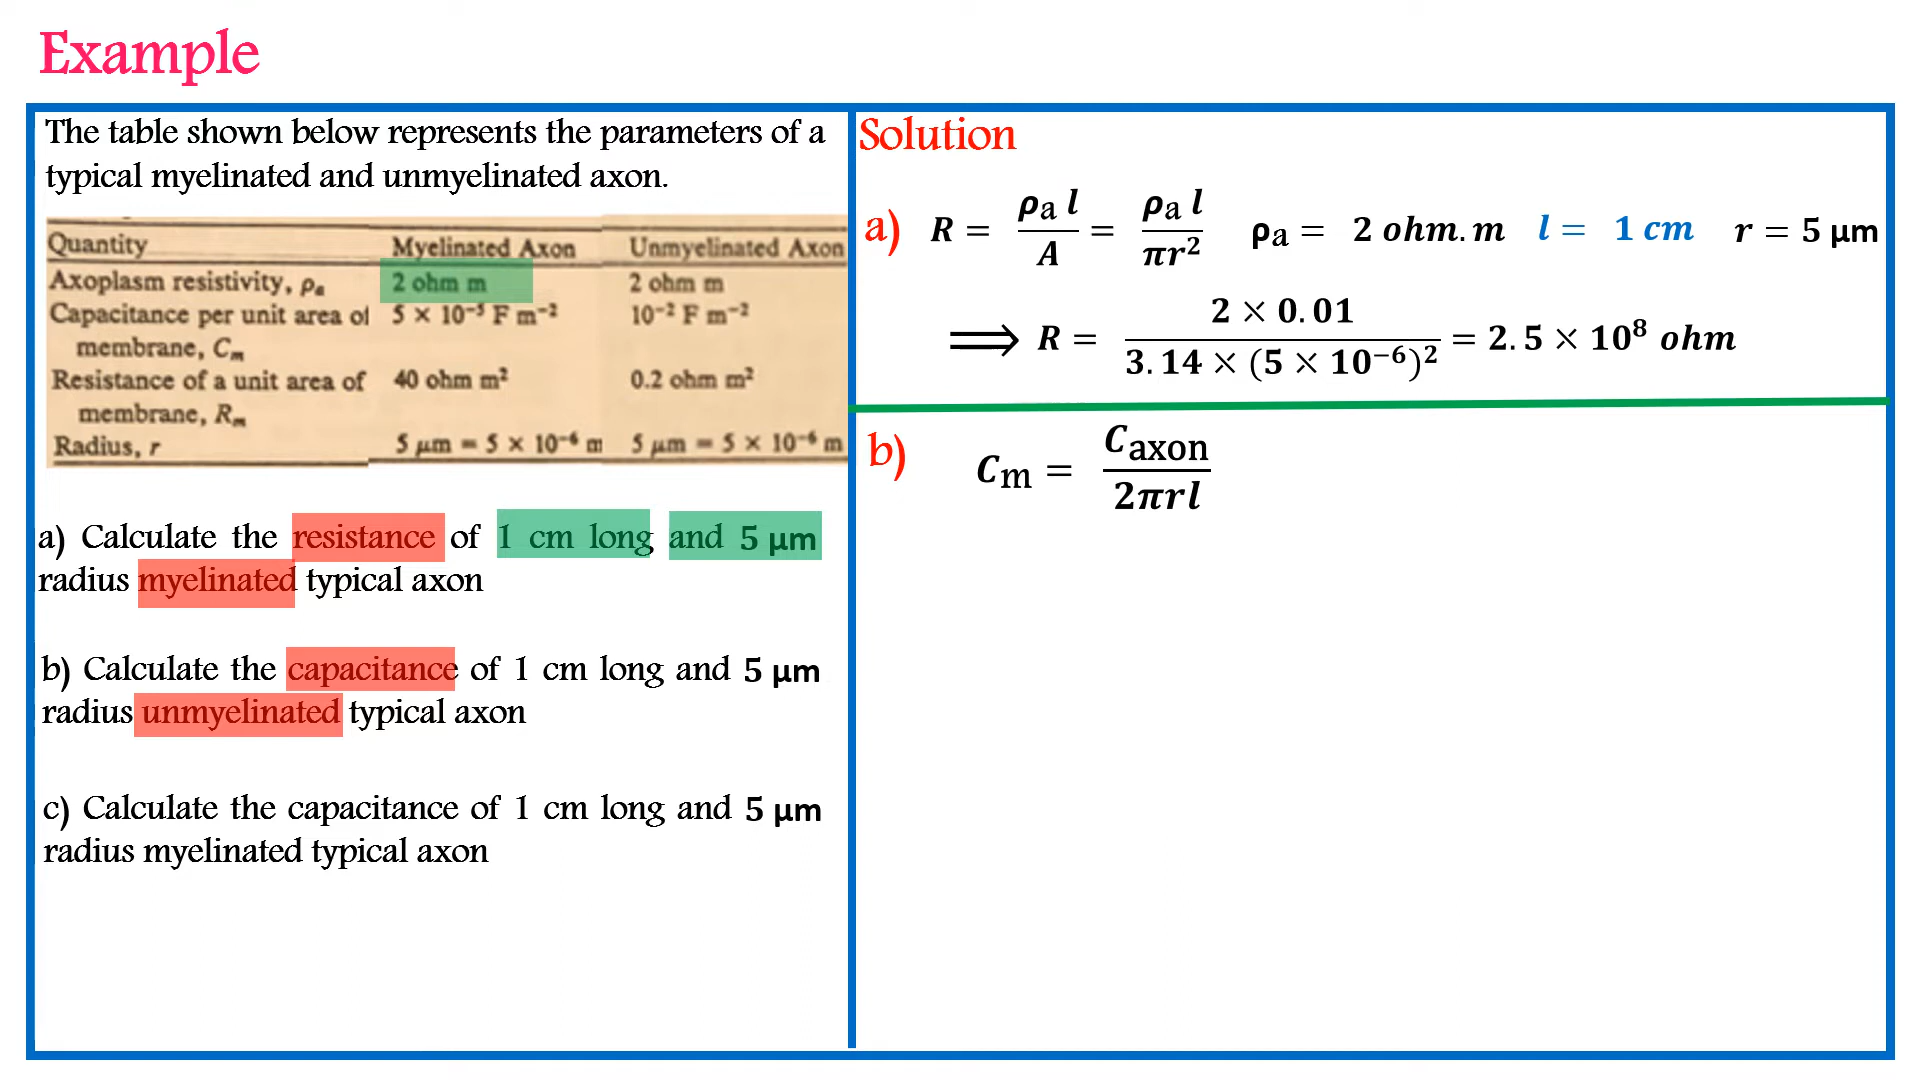 Example
The table shown below represents the parameters of a
typical myelinated and unmyelinated axon.
Quantity Myelinated Axon Unmyelinated Axon
Axoplasm resistivity, ρa 2 ohm m 2 ohm m
Capacitance per unit area of 5 × 10⁻⁵ F m⁻² 10⁻² F m⁻²
membrane, Cm
Resistance of a unit area of 40 ohm m² 0.2 ohm m²
membrane, Rm
Radius, r 5 μm = 5 × 10⁻⁶ m 5 μm = 5 × 10⁻⁶ m
a) Calculate the resistance of 1 cm long and 5 μm
radius myelinated typical axon
b) Calculate the capacitance of 1 cm long and 5 μm
radius unmyelinated typical axon
c) Calculate the capacitance of 1 cm long and 5 μm
radius myelinated typical axon
Solution
a) R = ρa l / A = ρa l / πr² ρa = 2 ohm.m l = 1 cm r = 5 μm
⟹ R = 2 × 0.01 / 3.14 × (5 × 10⁻⁶)² = 2.5 × 10⁸ ohm
b) Cm = Caxon / 2πrl